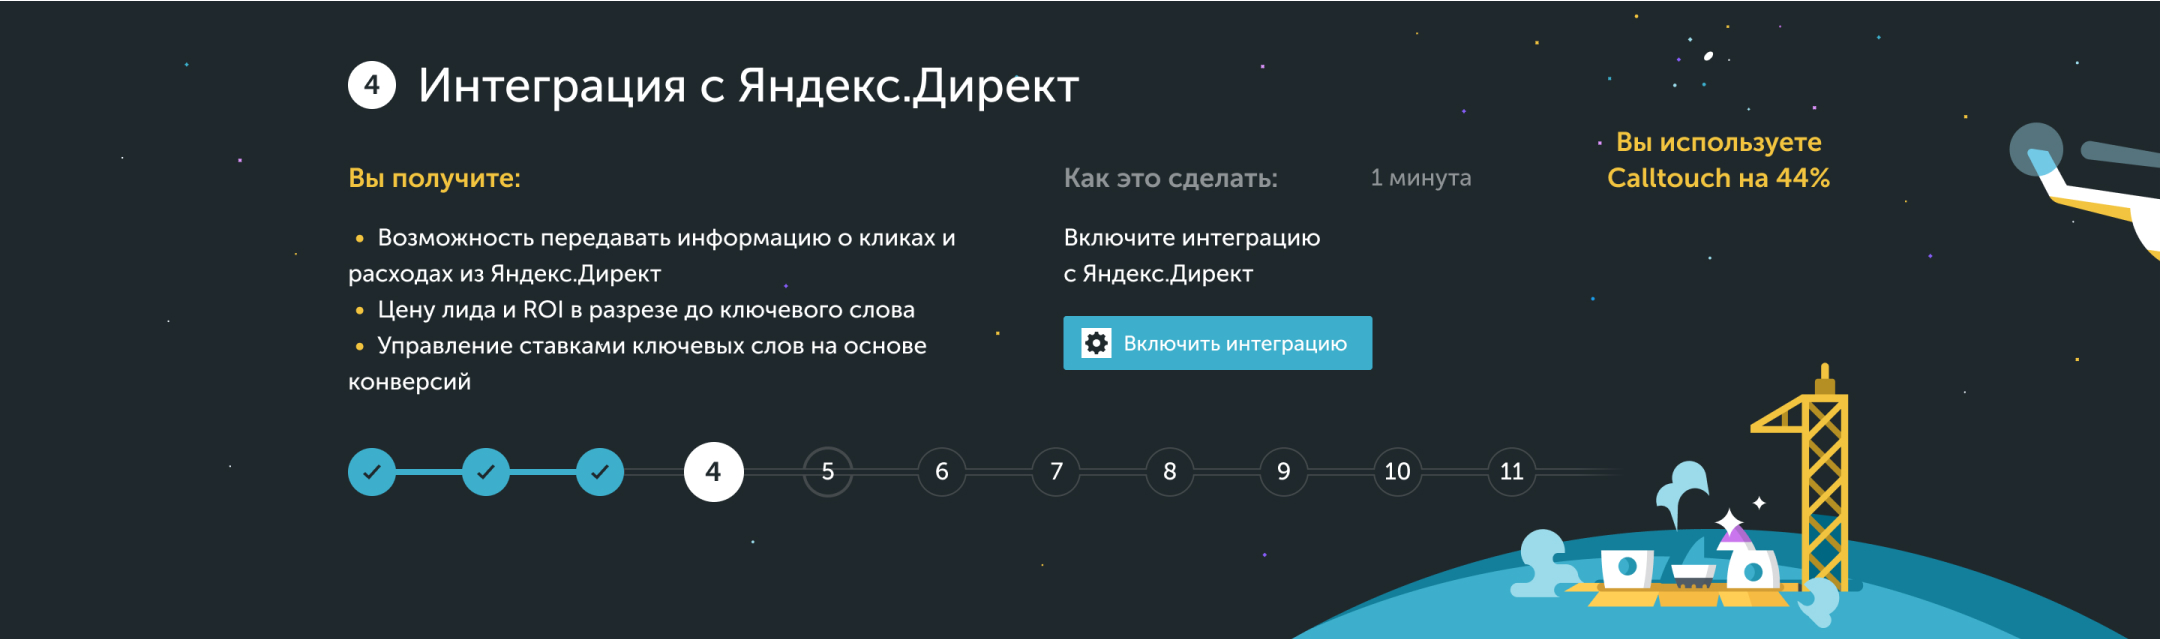 4 Интеграция с Яндекс.Директ
Вы получите:
• Возможность передавать информацию о кликах и
расходах из Яндекс.Директ
• Цену лида и ROI в разрезе до ключевого слова
• Управление ставками ключевых слов на основе
конверсий
Как это сделать: 1 минута
Включите интеграцию
с Яндекс.Директ
Включить интеграцию
Вы используете
Calltouch на 44%
4 5 6 7 8 9 10 11